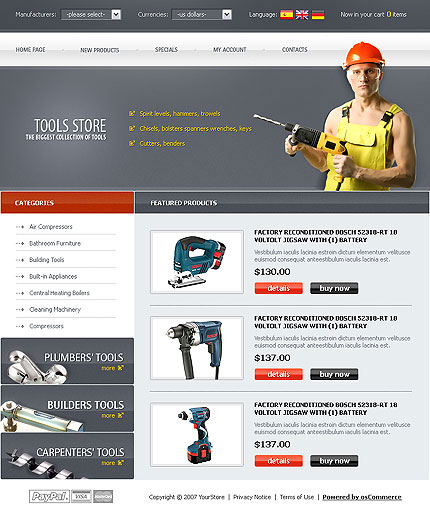 Manufacturers: -please select- Currencies: -us dollars- Language: Now in your cart 0 items
HOME PAGE NEW PRODUCTS SPECIALS MY ACCOUNT CONTACTS
TOOLS STORE
THE BIGGEST COLLECTION OF TOOLS
Spirit levels, hammers, trowels
Chisels, bolsters spanners wrenches, keys
Cutters, benders
CATEGORIES
Air Compressors
Bathroom Furniture
Building Tools
Built-in Appliances
Central Heating Boilers
Cleaning Machinery
Compressors
PLUMBERS' TOOLS
more
BUILDERS TOOLS
more
CARPENTERS' TOOLS
more
FEATURED PRODUCTS
FACTORY RECONDITIONED BOSCH 52318-RT 18
VOLTOLT JIGSAW WITH (1) BATTERY
Vestibulum iaculis lacinia estroin dictum elementum velitusce
euismod consequat anteestibulum iaculis lacinia est.
$130.00
details buy now
FACTORY RECONDITIONED BOSCH 52318-RT 18
VOLTOLT JIGSAW WITH (1) BATTERY
Vestibulum iaculis lacinia estroin dictum elementum velitusce
euismod consequat anteestibulum iaculis lacinia est.
$137.00
details buy now
FACTORY RECONDITIONED BOSCH 52318-RT 18
VOLTOLT JIGSAW WITH (1) BATTERY
Vestibulum iaculis lacinia estroin dictum elementum velitusce
euismod consequat anteestibulum iaculis lacinia est.
$137.00
details buy now
PayPal VISA
Copyright © 2007 YourStore | Privacy Notice | Terms of Use | Powered by osCommerce